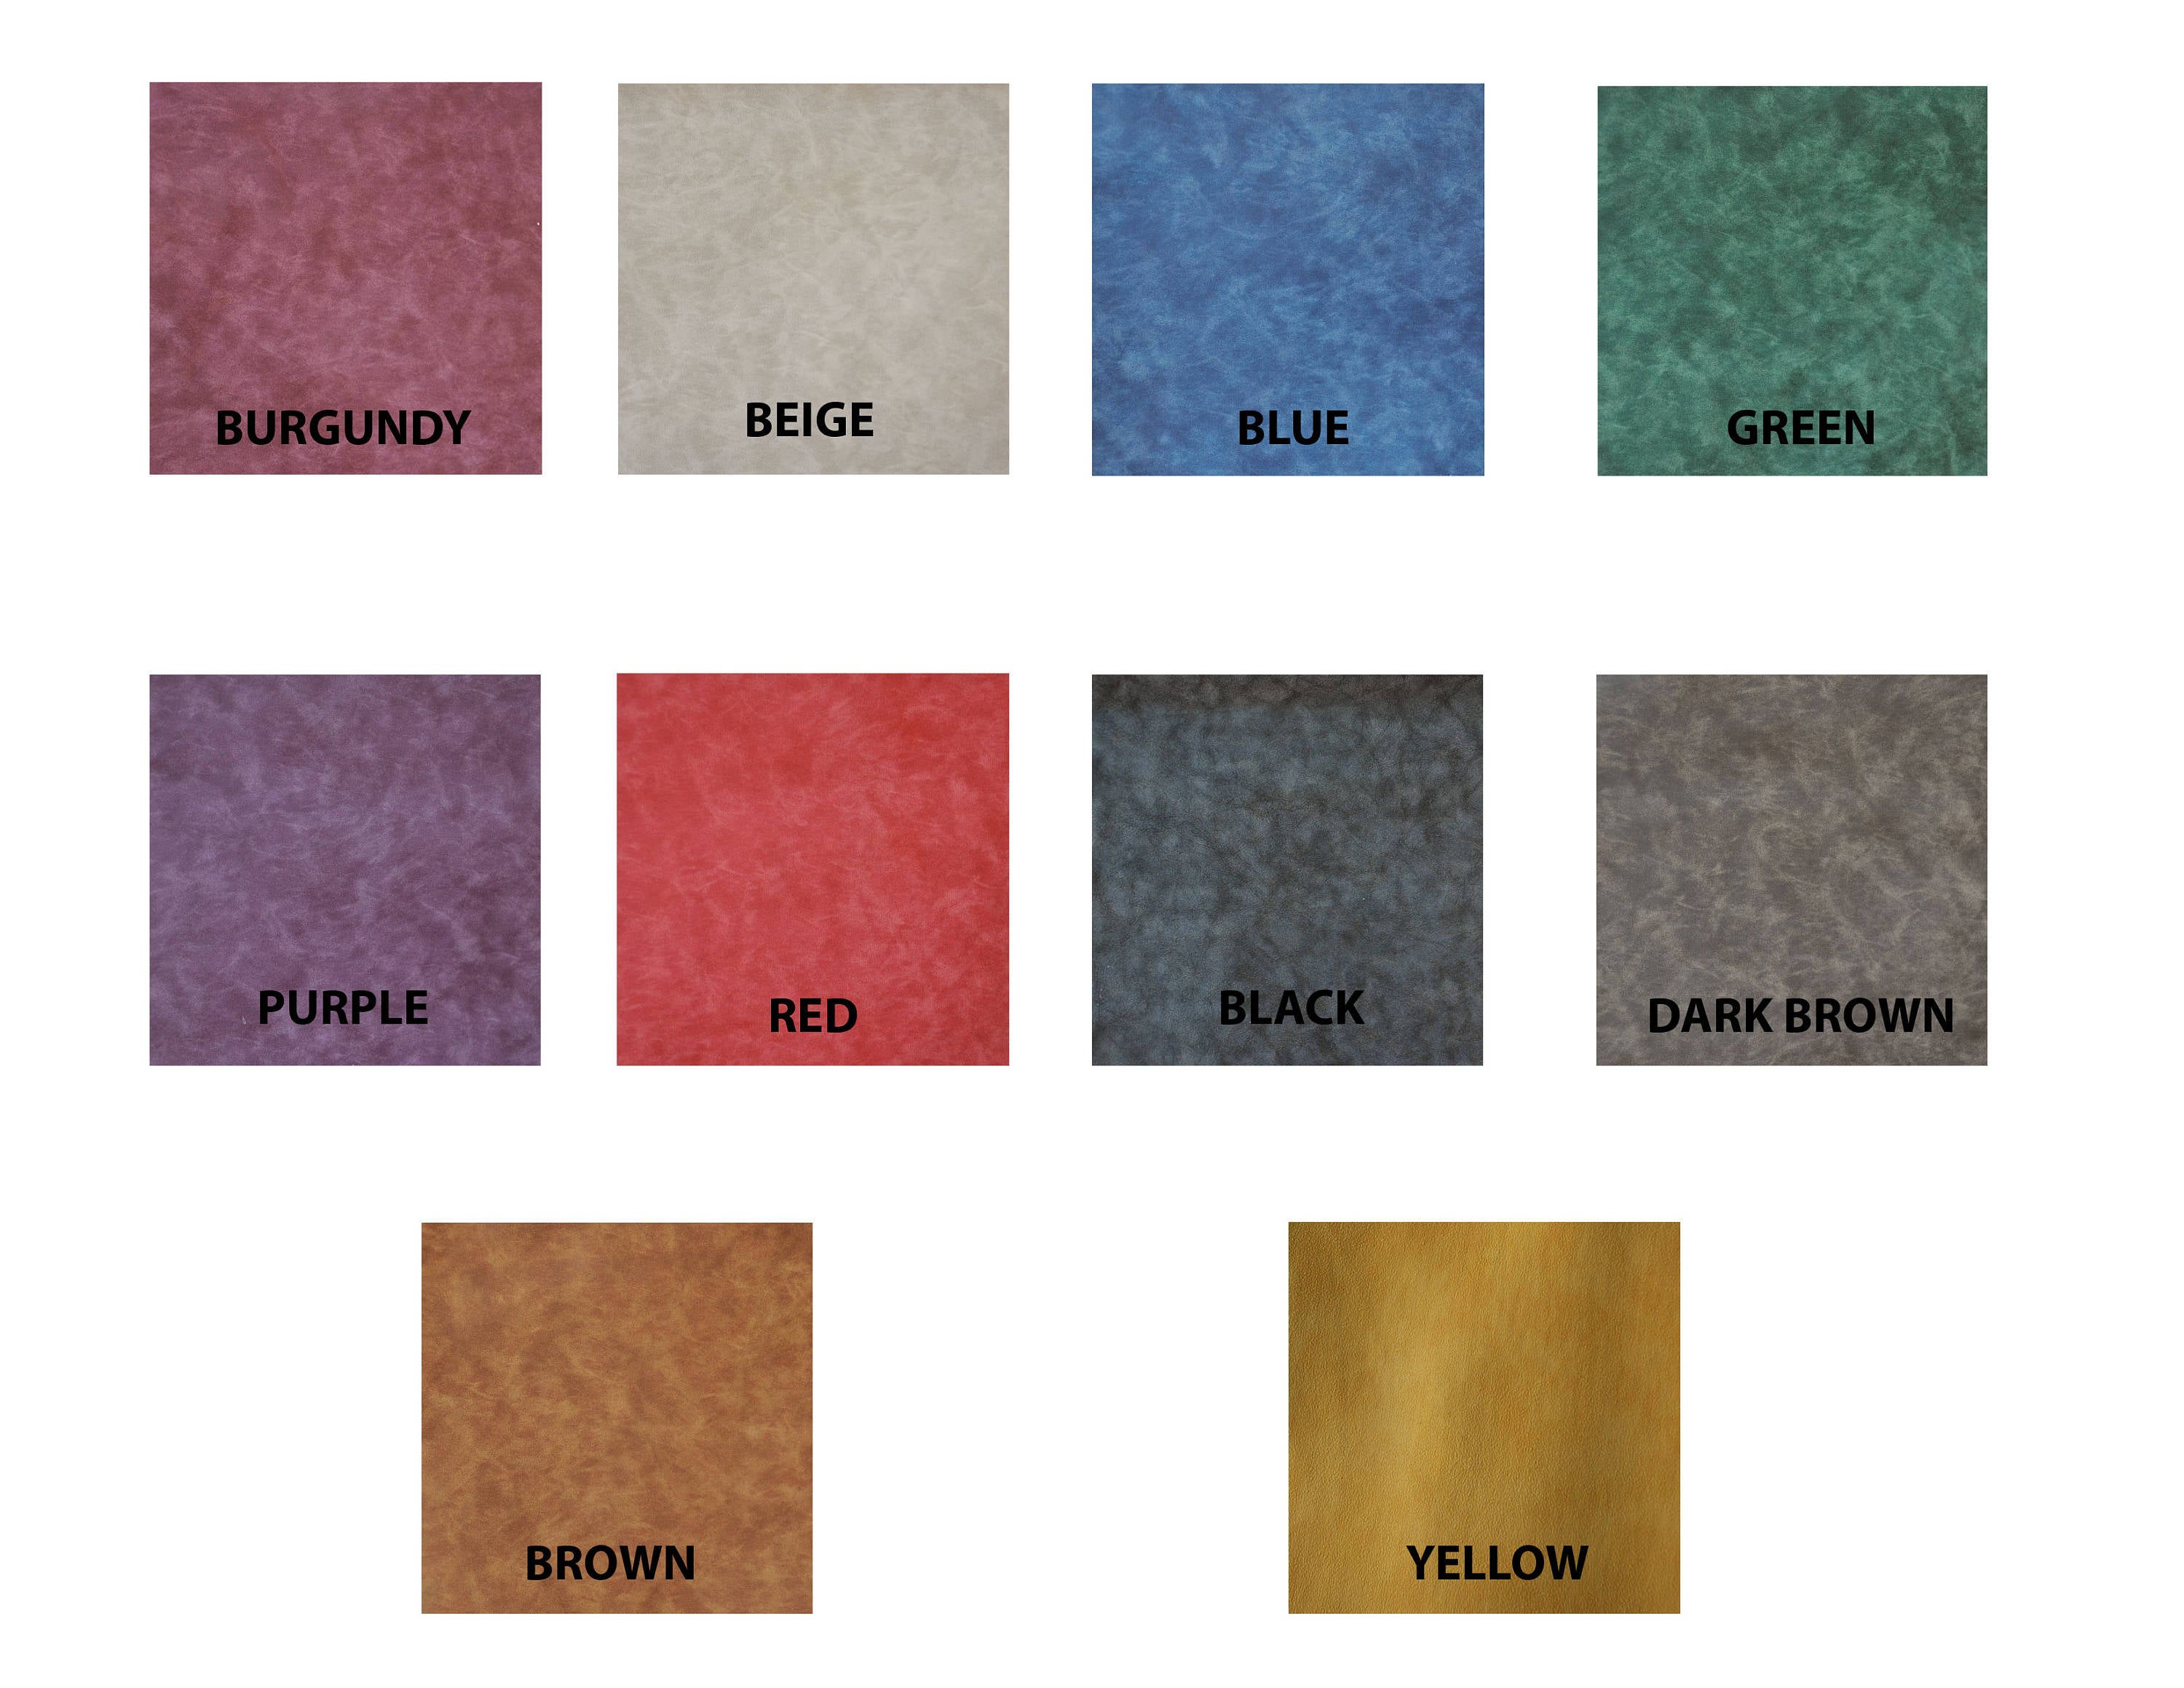 BURGUNDY
BEIGE
BLUE
GREEN
PURPLE
RED
BLACK
DARK BROWN
BROWN
YELLOW